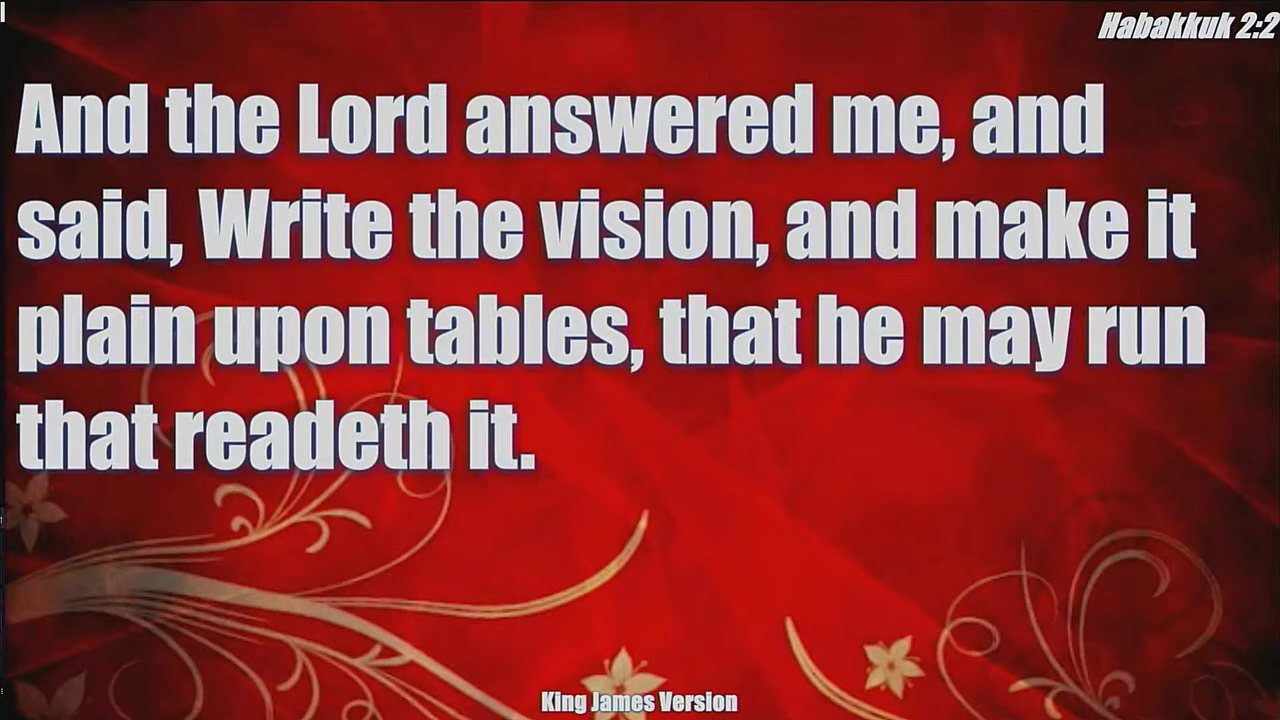 Habakkuk 2:2
And the Lord answered me, and
said, Write the vision, and make it
plain upon tables, that he may run
that readeth it.
King James Version